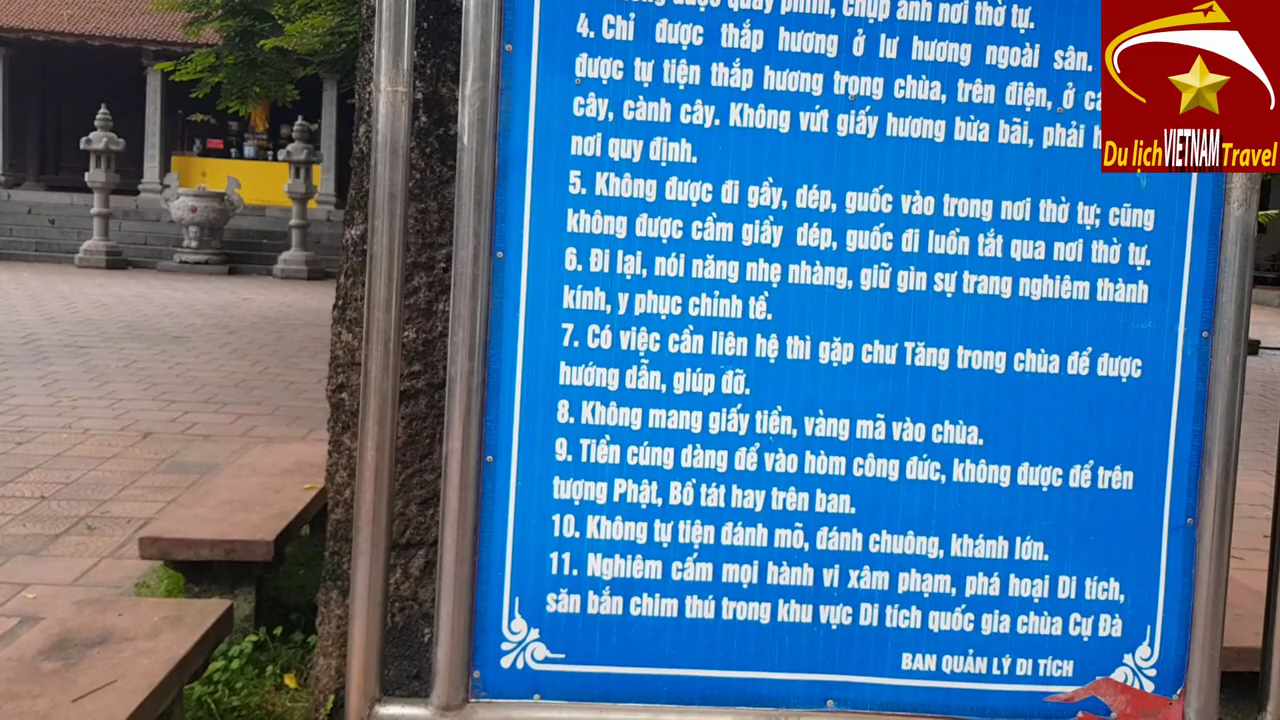 được quay phim, chụp ảnh nơi thờ tự.
4. Chỉ được thắp hương ở lư hương ngoài sân.
được tự tiện thắp hương trọng chùa, trên điện, ở
cây, cành cây. Không vứt giấy hương bừa bãi, phải
nơi quy định.
5. Không được đi gầy, dép, guốc vào trong nơi thờ tự; cũng
không được cầm giầy dép, guốc đi luồn tắt qua nơi thờ tự.
6. Đi lại, nói năng nhẹ nhàng, giữ gìn sự trang nghiêm thành
kính, y phục chỉnh tề.
7. Có việc cần liên hệ thì gặp chư Tăng trong chùa để được
hướng dẫn, giúp đỡ.
8. Không mang giấy tiền, vàng mã vào chùa.
9. Tiền cúng dàng để vào hòm công đức, không được để trên
tượng Phật, Bồ tát hay trên ban.
10. Không tự tiện đánh mõ, đánh chuông, khánh lớn.
11. Nghiêm cấm mọi hành vi xâm phạm, phá hoại Di tích,
săn bắn chim thú trong khu vực Di tích quốc gia chùa Cự Đà
BAN QUẢN LÝ DI TÍCH
Du lịch VIETNAM Travel